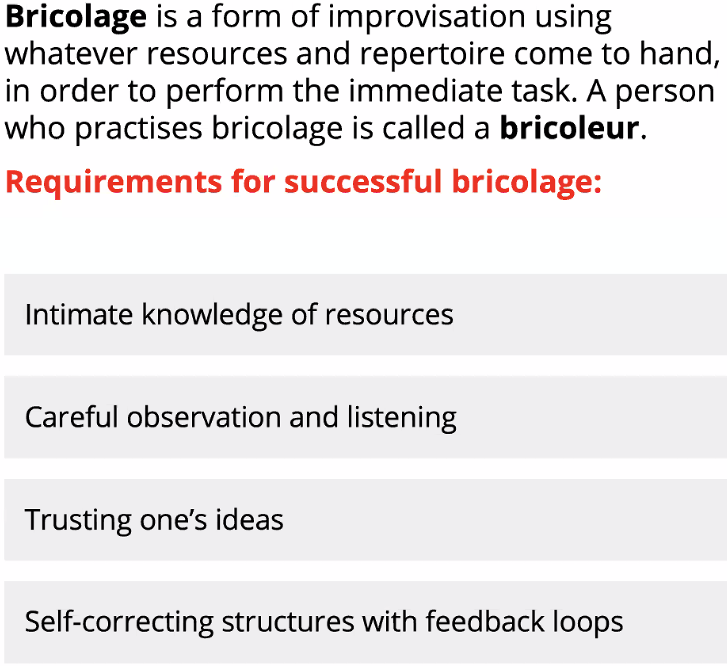 Bricolage is a form of improvisation using
whatever resources and repertoire come to hand,
in order to perform the immediate task. A person
who practises bricolage is called a bricoleur.
Requirements for successful bricolage:
Intimate knowledge of resources
Careful observation and listening
Trusting one’s ideas
Self-correcting structures with feedback loops